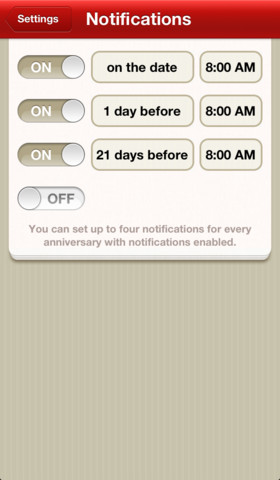 Settings
Notifications
ON on the date 8:00 AM
ON 1 day before 8:00 AM
ON 21 days before 8:00 AM
OFF
You can set up to four notifications for every
anniversary with notifications enabled.